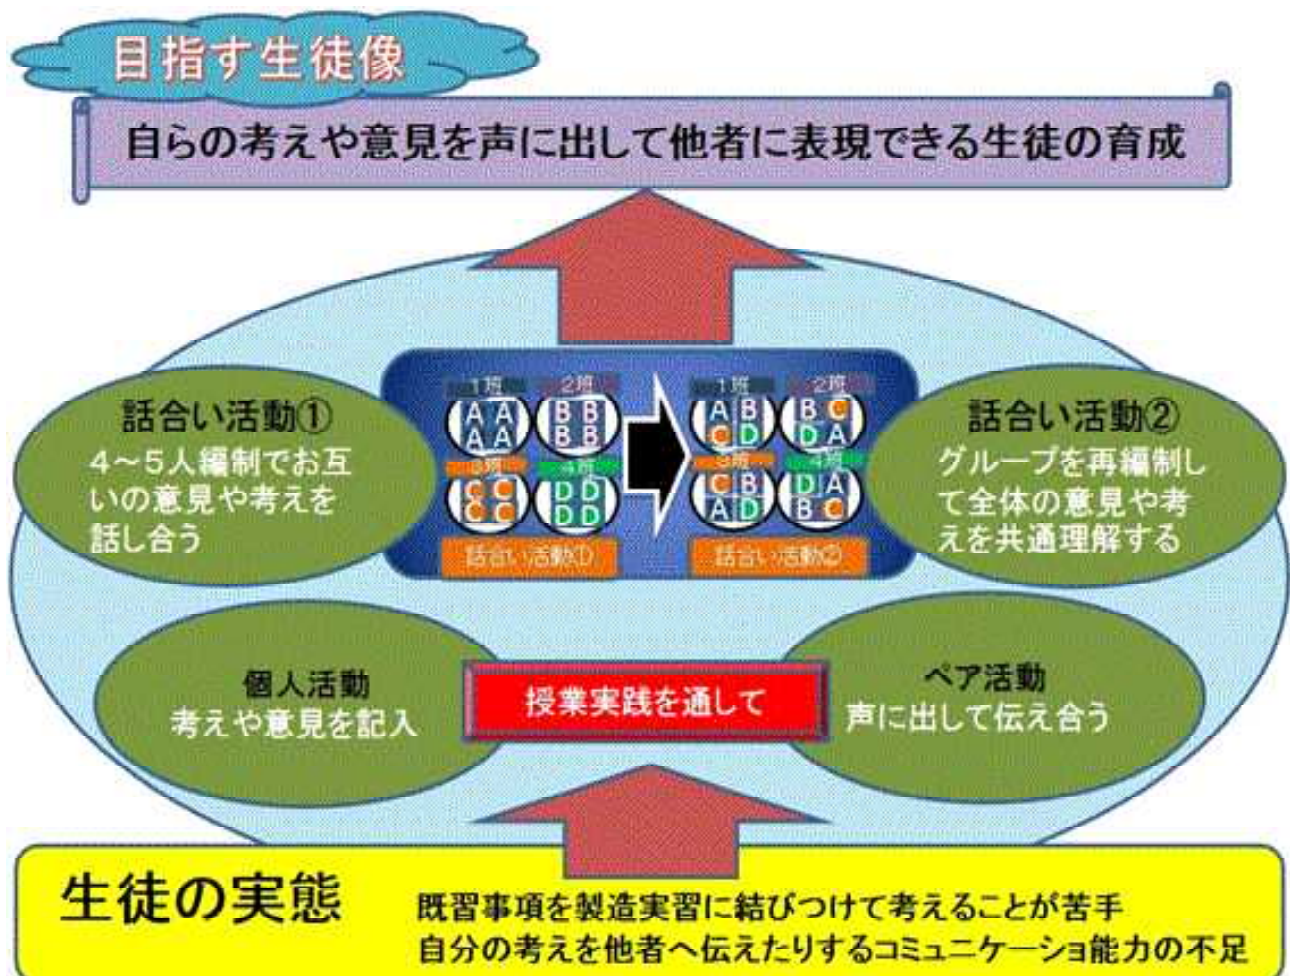 目指す生徒像
自らの考えや意見を声に出して他者に表現できる生徒の育成
話合い活動①
4～5人編制でお互
いの意見や考えを
話し合う
1班 2班
A A B B
A A B B
3班 4班
C C D D
C C D D
話合い活動①
1班 2班
A B B C
C D D A
3班 4班
C B D A
A D B C
話合い活動②
話合い活動②
グループを再編制し
て全体の意見や考
えを共通理解する
個人活動
考えや意見を記入
授業実践を通して
ペア活動
声に出して伝え合う
生徒の実態
既習事項を製造実習に結びつけて考えることが苦手
自分の考えを他者へ伝えたりするコミュニケーショ能力の不足